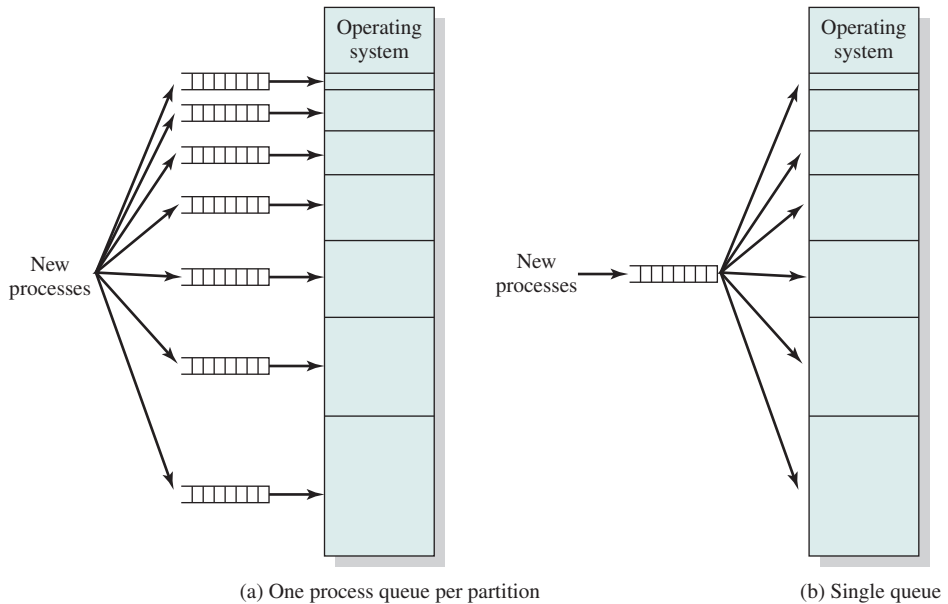 Operating
system
New
processes
(a) One process queue per partition
Operating
system
New
processes
(b) Single queue